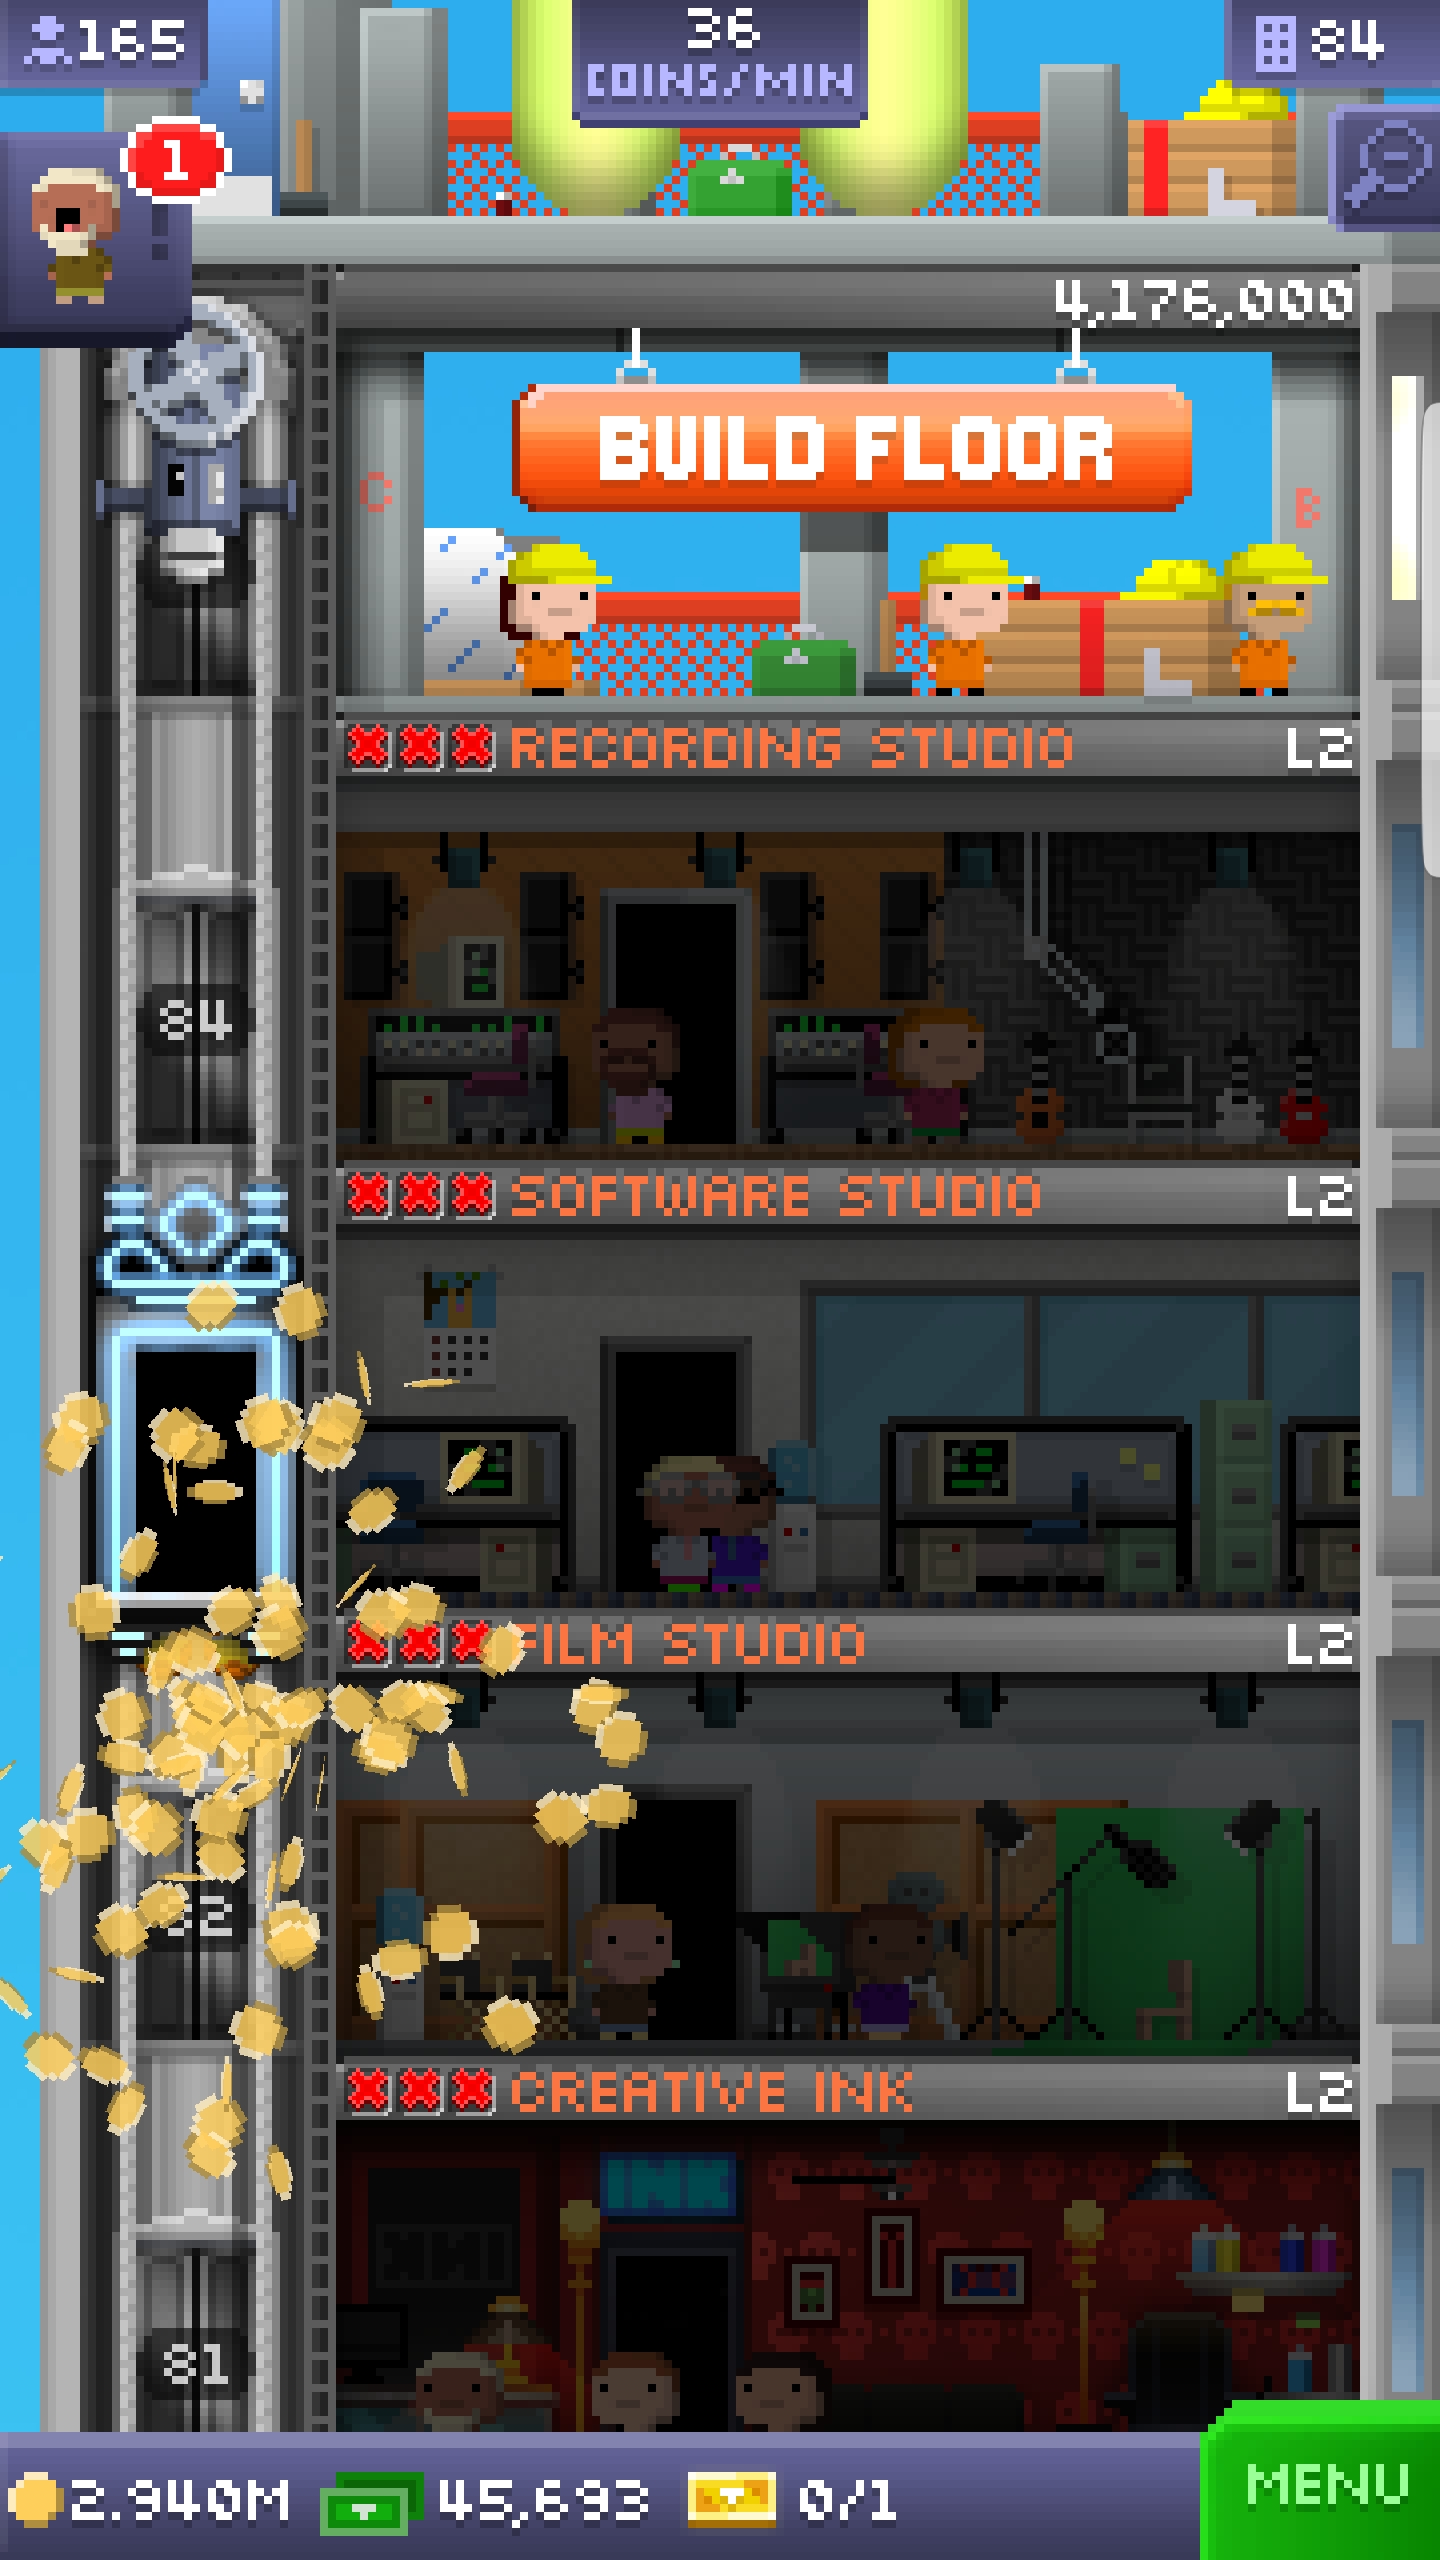 165
36
COINS/MIN
84
1
4,176,000
BUILD FLOOR
C
B
RECORDING STUDIO L2
84
SOFTWARE STUDIO L2
FILM STUDIO L2
82
CREATIVE INK L2
INK
81
2.940M 45,693 0/1
MENU